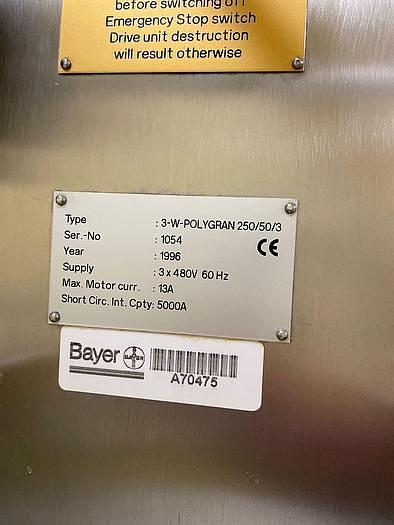 before switching off
Emergency Stop switch
Drive unit destruction
will result otherwise
Type : 3-W-POLYGRAN 250/50/3
Ser.-No : 1054
Year : 1996
Supply : 3 x 480V 60 Hz
Max. Motor curr. : 13A
Short Circ. Int. Cpty: 5000A
CE
Bayer BAYER
A70475